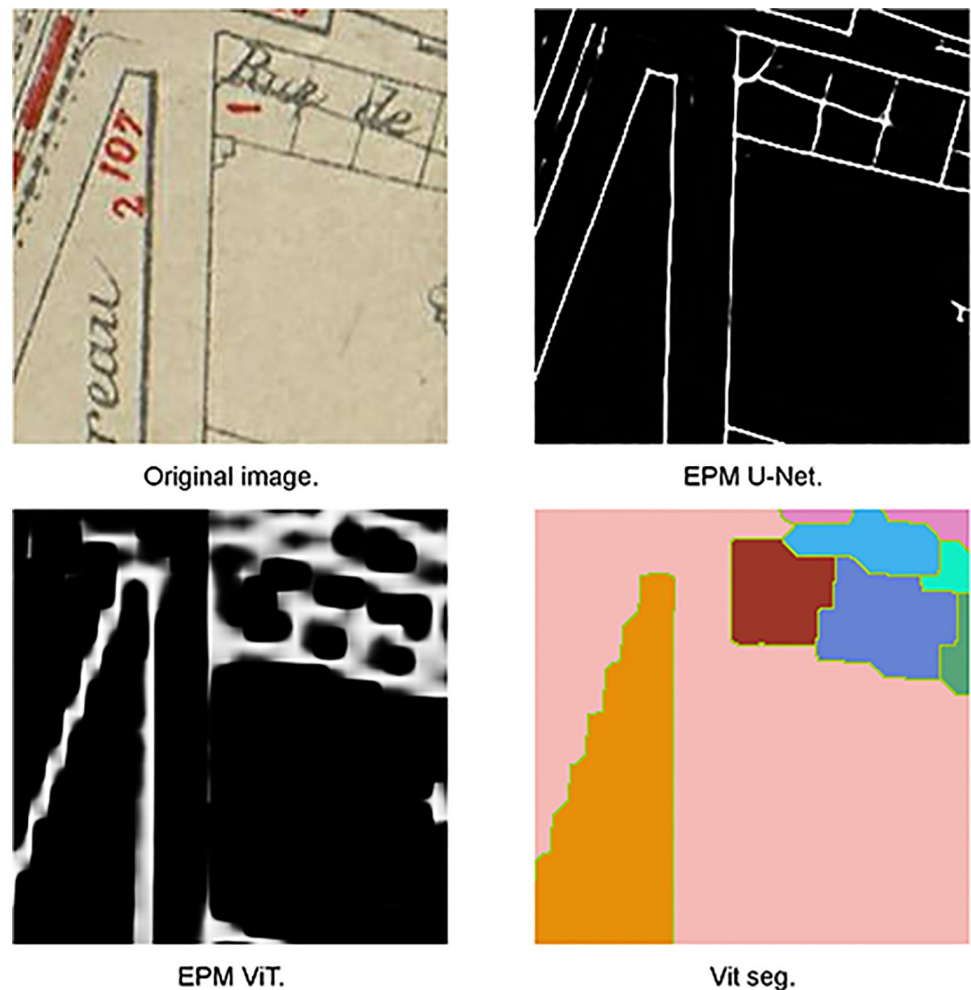 Rue de
1
2 107
reau
Original image.
EPM U-Net.
EPM ViT.
Vit seg.